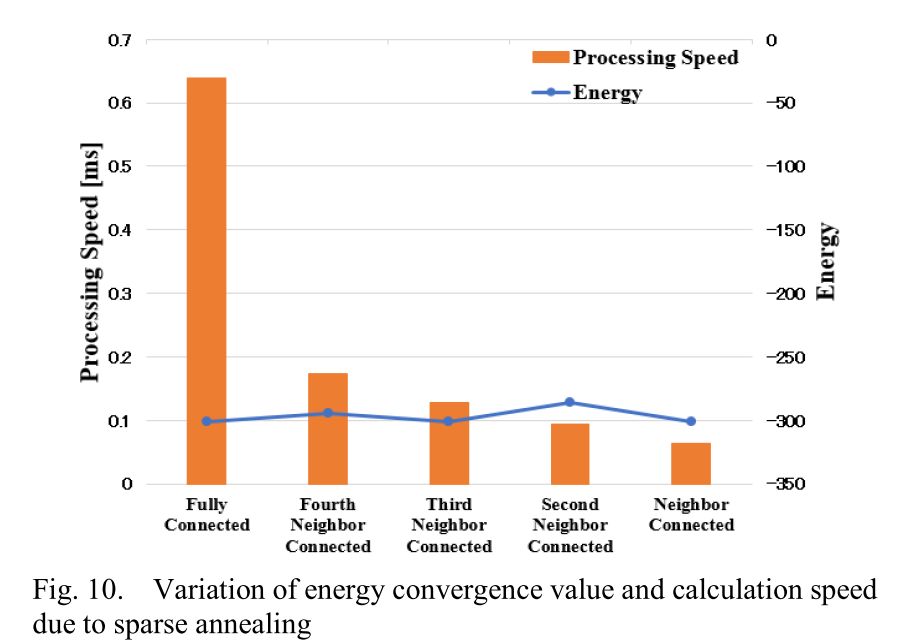 0.7
0.6
0.5
0.4
0.3
0.2
0.1
0
Processing Speed [ms]
Processing Speed
Energy
0
−50
−100
−150
−200
−250
−300
−350
Energy
Fully
Connected
Fourth
Neighbor
Connected
Third
Neighbor
Connected
Second
Neighbor
Connected
Neighbor
Connected
Fig. 10. Variation of energy convergence value and calculation speed
due to sparse annealing